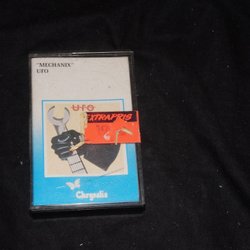 "MECHANIX"
UFO
UFO
EXTRAPRIS
Chrysalis